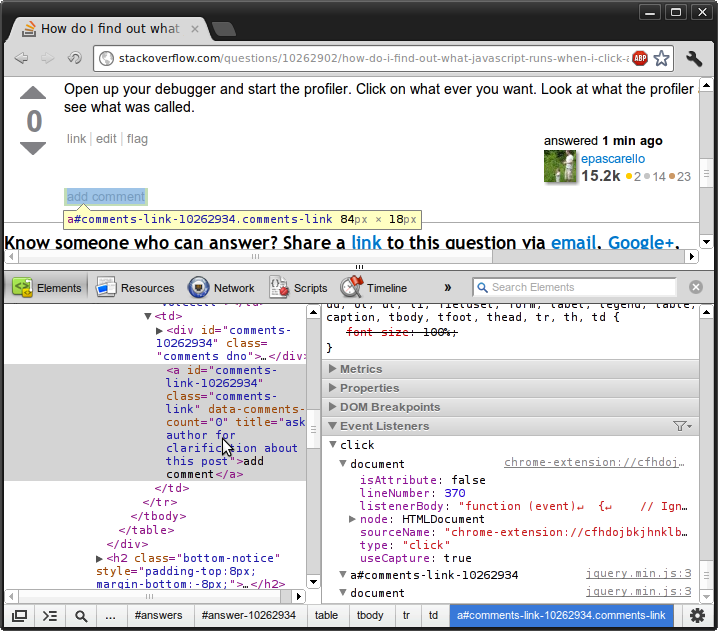 How do I find out what
stackoverflow.com/questions/10262902/how-do-i-find-out-what-javascript-runs-when-i-click-a
ABP
Open up your debugger and start the profiler. Click on what ever you want. Look at what the profiler
see what was called.
0
link | edit | flag
answered 1 min ago
epascarello
15.2k 2 14 23
add comment
a#comments-link-10262934.comments-link 84px × 18px
Know someone who can answer? Share a link to this question via email, Google+,
Elements Resources Network Scripts Timeline » Search Elements
▼<td>
▶<div id="comments-
10262934" class=
"comments dno">…</div>
<a id="comments-
link-10262934"
class="comments-
link" data-comments-
count="0" title="ask
author for
clarification about
this post">add
comment</a>
</td>
</tr>
</tbody>
</table>
</div>
▶<h2 class="bottom-notice"
style="padding-top:8px;
margin-bottom:-8px;">…</h2>
dd, ol, ul, li, fieldset, form, label, legend, table,
caption, tbody, tfoot, thead, tr, th, td {
font-size: 100%;
}
▶ Metrics
▶ Properties
▶ DOM Breakpoints
▼ Event Listeners
▼ click
▼ document chrome-extension://cfhdoj…
isAttribute: false
lineNumber: 370
listenerBody: "function (event)↵ {↵ // Ign…
▶ node: HTMLDocument
sourceName: "chrome-extension://cfhdojbkjhnklb…
type: "click"
useCapture: true
▼ a#comments-link-10262934 jquery.min.js:3
▼ document jquery.min.js:3
... #answers #answer-10262934 table tbody tr td a#comments-link-10262934.comments-link